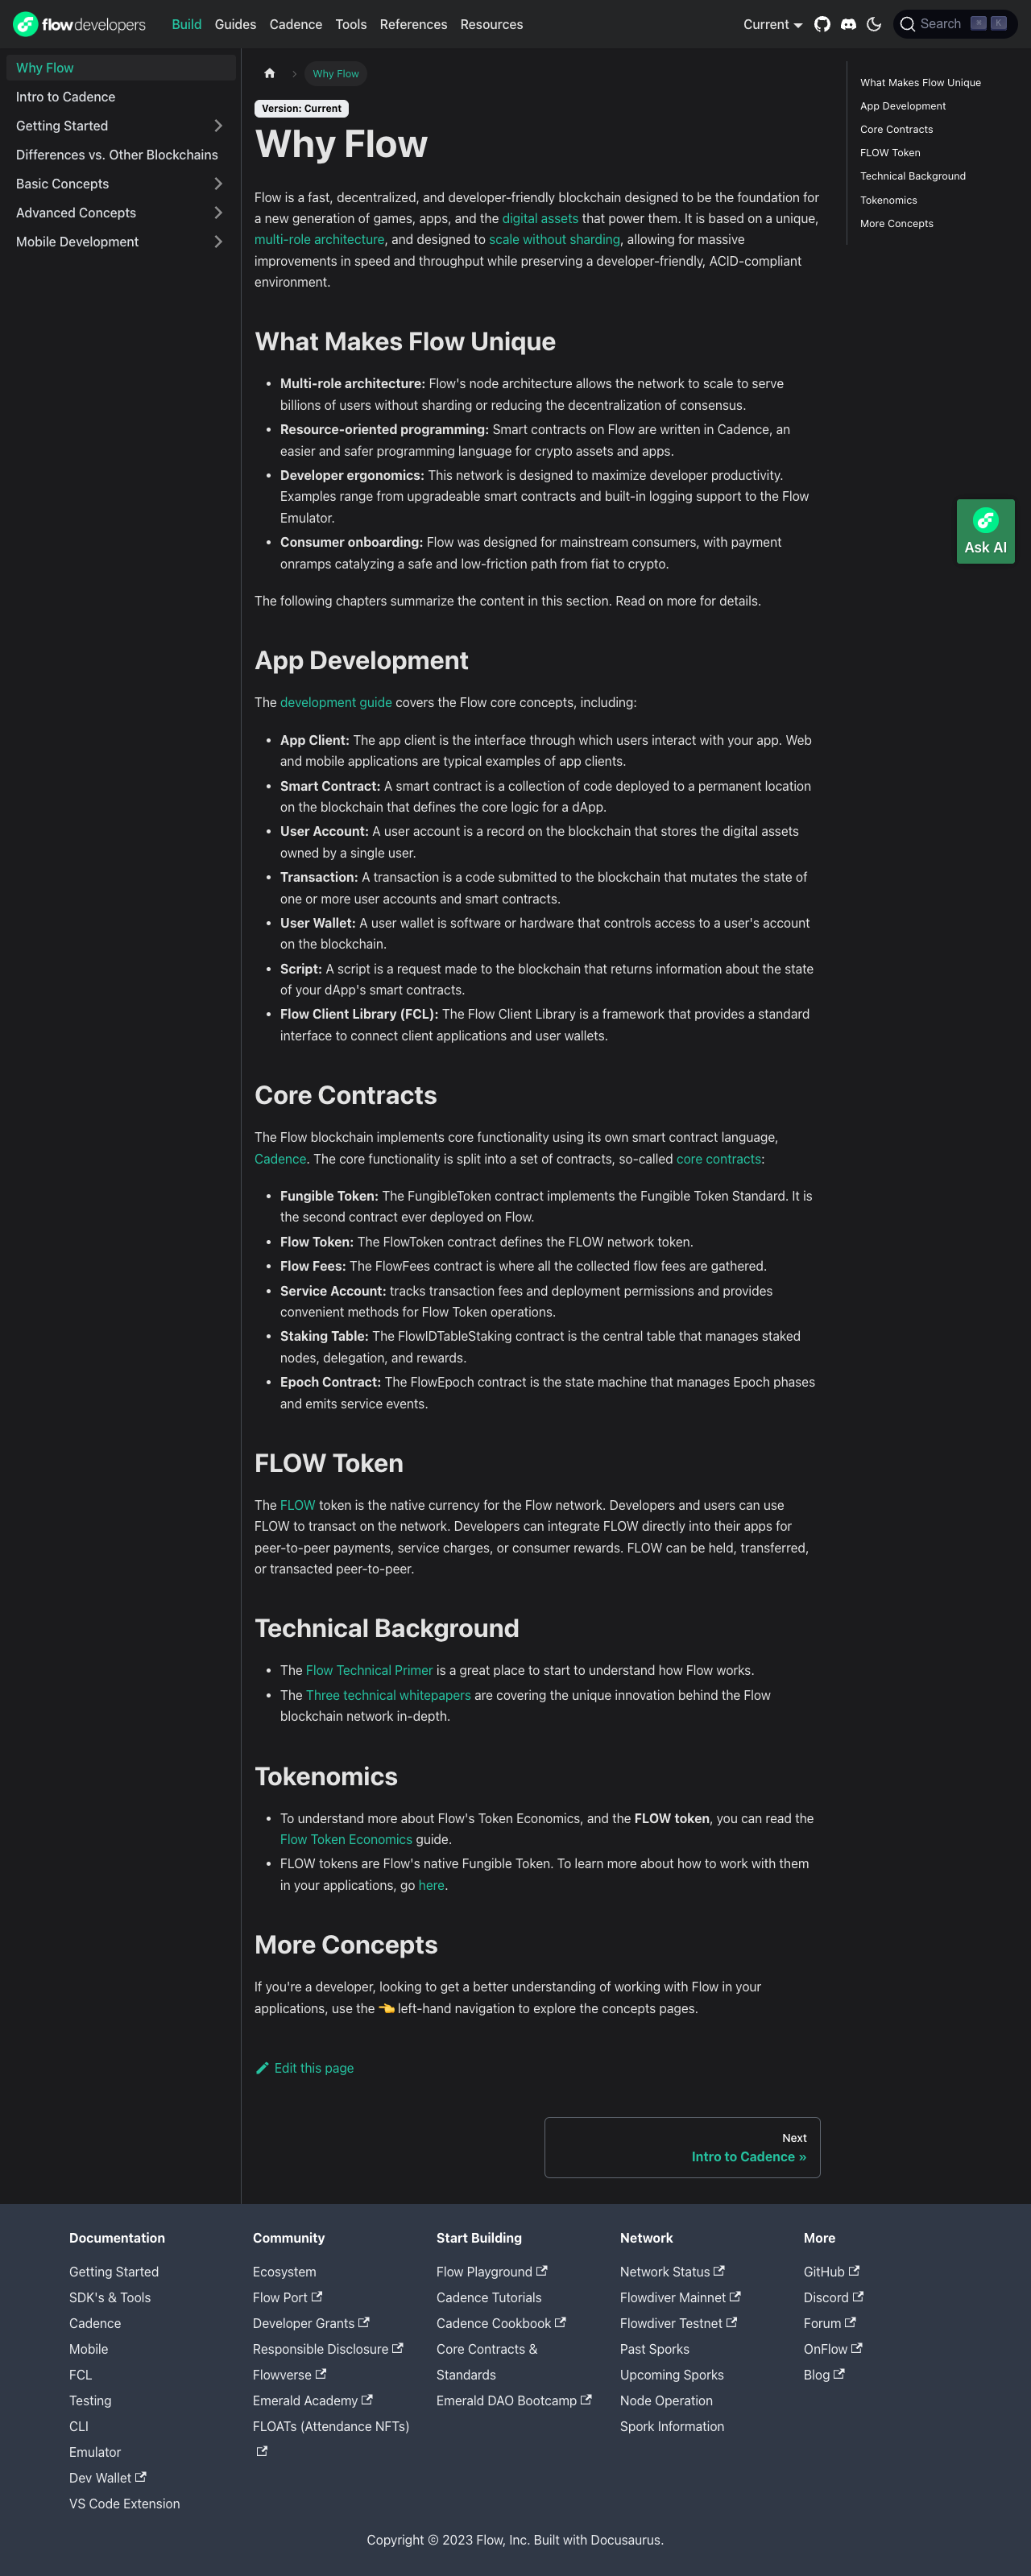 flowdevelopers Build Guides Cadence Tools References Resources Current Search ⌘ K
Why Flow
Intro to Cadence
Getting Started
Differences vs. Other Blockchains
Basic Concepts
Advanced Concepts
Mobile Development
Why Flow
Version: Current
Why Flow
Flow is a fast, decentralized, and developer-friendly blockchain designed to be the foundation for
a new generation of games, apps, and the digital assets that power them. It is based on a unique,
multi-role architecture, and designed to scale without sharding, allowing for massive
improvements in speed and throughput while preserving a developer-friendly, ACID-compliant
environment.
What Makes Flow Unique
• Multi-role architecture: Flow's node architecture allows the network to scale to serve
billions of users without sharding or reducing the decentralization of consensus.
• Resource-oriented programming: Smart contracts on Flow are written in Cadence, an
easier and safer programming language for crypto assets and apps.
• Developer ergonomics: This network is designed to maximize developer productivity.
Examples range from upgradeable smart contracts and built-in logging support to the Flow
Emulator.
• Consumer onboarding: Flow was designed for mainstream consumers, with payment
onramps catalyzing a safe and low-friction path from fiat to crypto.
The following chapters summarize the content in this section. Read on more for details.
App Development
The development guide covers the Flow core concepts, including:
• App Client: The app client is the interface through which users interact with your app. Web
and mobile applications are typical examples of app clients.
• Smart Contract: A smart contract is a collection of code deployed to a permanent location
on the blockchain that defines the core logic for a dApp.
• User Account: A user account is a record on the blockchain that stores the digital assets
owned by a single user.
• Transaction: A transaction is a code submitted to the blockchain that mutates the state of
one or more user accounts and smart contracts.
• User Wallet: A user wallet is software or hardware that controls access to a user's account
on the blockchain.
• Script: A script is a request made to the blockchain that returns information about the state
of your dApp's smart contracts.
• Flow Client Library (FCL): The Flow Client Library is a framework that provides a standard
interface to connect client applications and user wallets.
Core Contracts
The Flow blockchain implements core functionality using its own smart contract language,
Cadence. The core functionality is split into a set of contracts, so-called core contracts:
• Fungible Token: The FungibleToken contract implements the Fungible Token Standard. It is
the second contract ever deployed on Flow.
• Flow Token: The FlowToken contract defines the FLOW network token.
• Flow Fees: The FlowFees contract is where all the collected flow fees are gathered.
• Service Account: tracks transaction fees and deployment permissions and provides
convenient methods for Flow Token operations.
• Staking Table: The FlowIDTableStaking contract is the central table that manages staked
nodes, delegation, and rewards.
• Epoch Contract: The FlowEpoch contract is the state machine that manages Epoch phases
and emits service events.
FLOW Token
The FLOW token is the native currency for the Flow network. Developers and users can use
FLOW to transact on the network. Developers can integrate FLOW directly into their apps for
peer-to-peer payments, service charges, or consumer rewards. FLOW can be held, transferred,
or transacted peer-to-peer.
Technical Background
• The Flow Technical Primer is a great place to start to understand how Flow works.
• The Three technical whitepapers are covering the unique innovation behind the Flow
blockchain network in-depth.
Tokenomics
• To understand more about Flow's Token Economics, and the FLOW token, you can read the
Flow Token Economics guide.
• FLOW tokens are Flow's native Fungible Token. To learn more about how to work with them
in your applications, go here.
More Concepts
If you're a developer, looking to get a better understanding of working with Flow in your
applications, use the 👈 left-hand navigation to explore the concepts pages.
Edit this page
Next
Intro to Cadence »
What Makes Flow Unique
App Development
Core Contracts
FLOW Token
Technical Background
Tokenomics
More Concepts
Ask AI
Documentation
Getting Started
SDK's & Tools
Cadence
Mobile
FCL
Testing
CLI
Emulator
Dev Wallet
VS Code Extension
Community
Ecosystem
Flow Port
Developer Grants
Responsible Disclosure
Flowverse
Emerald Academy
FLOATs (Attendance NFTs)
Start Building
Flow Playground
Cadence Tutorials
Cadence Cookbook
Core Contracts &
Standards
Emerald DAO Bootcamp
Network
Network Status
Flowdiver Mainnet
Flowdiver Testnet
Past Sporks
Upcoming Sporks
Node Operation
Spork Information
More
GitHub
Discord
Forum
OnFlow
Blog
Copyright © 2023 Flow, Inc. Built with Docusaurus.